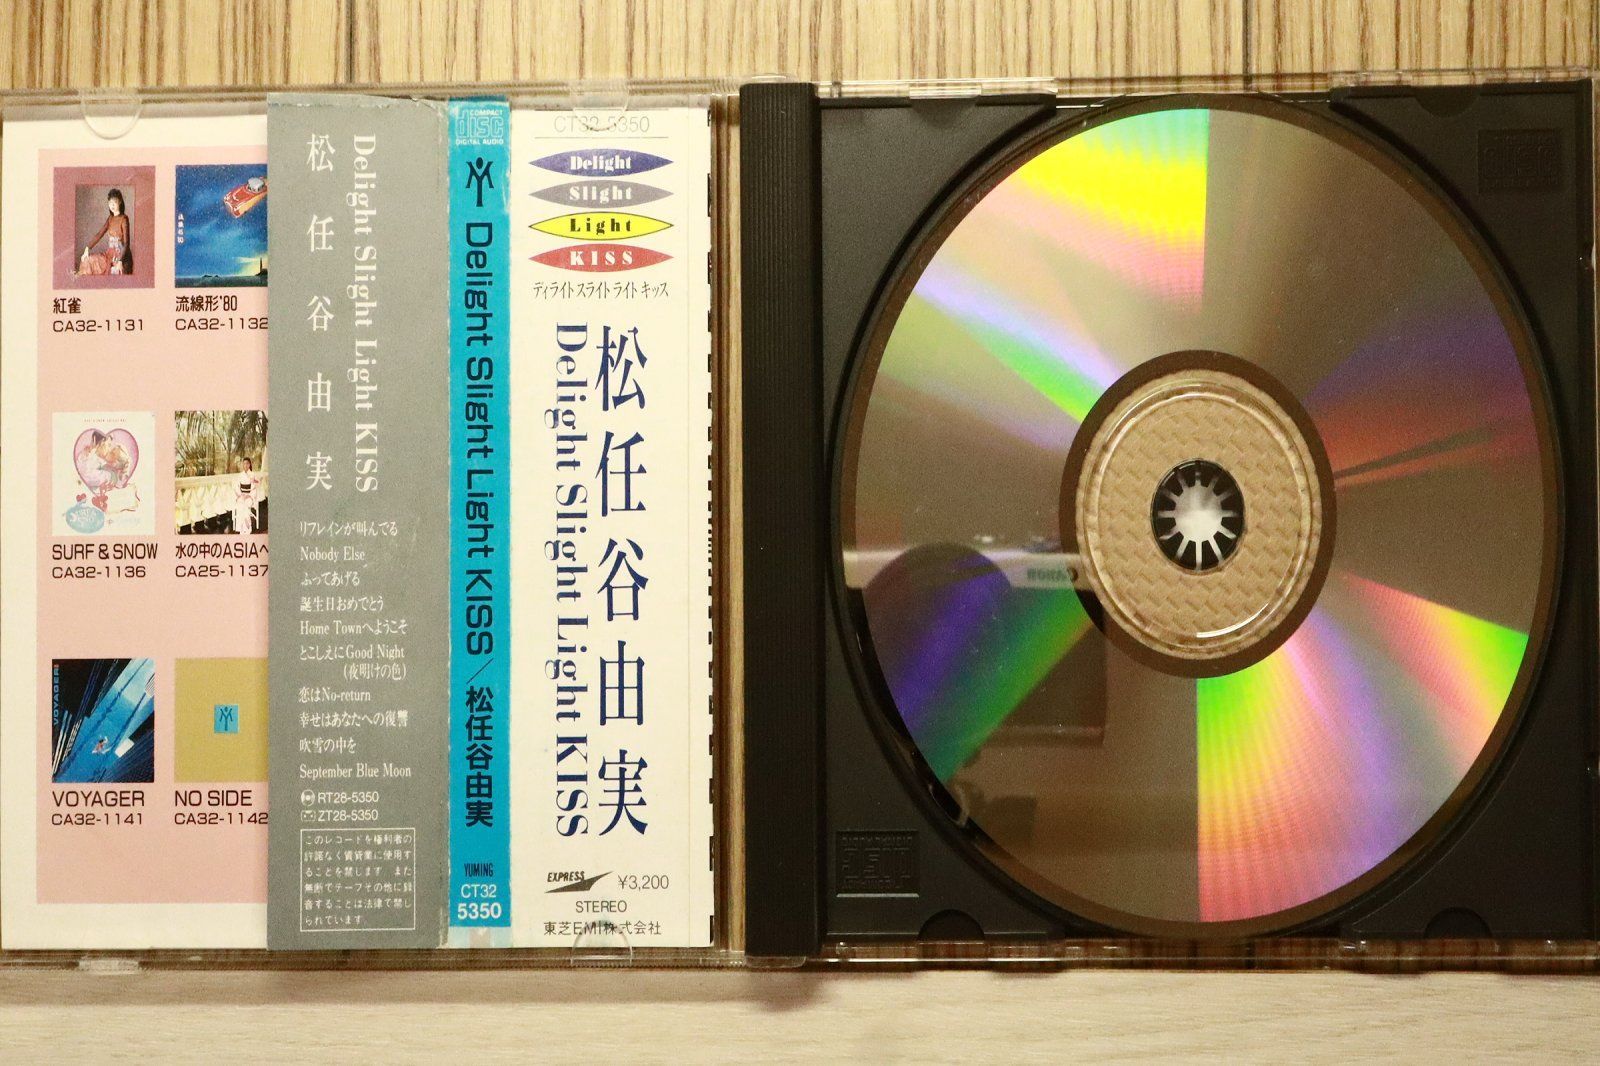 紅雀
CA32-1131
流線形'80
CA32-1132
SURF & SNOW
CA32-1136
水の中のASIAへ
CA25-1137
VOYAGER
CA32-1141
NO SIDE
CA32-1142
松任谷由実
Delight Slight Light KISS
リフレインが叫んでる
Nobody Else
ふってあげる
誕生日おめでとう
Home Townへようこそ
とこしえにGood Night
(夜明けの色)
恋はNo-return
幸せはあなたへの復讐
吹雪の中を
September Blue Moon
RT28-5350
ZT28-5350
このレコードを権利者の
許諾なく賃貸業に使用す
ることを禁じます また
無断でテープその他に録
音することは法律で禁じ
られています
COMPACT
disc
DIGITAL AUDIO
Delight Slight Light KISS/松任谷由実
YUMING
CT32
5350
CT32-5350
Delight
Slight
Light
KISS
ディライト スライト ライト キッス
松任谷由実
Delight Slight Light KISS
EXPRESS
¥3,200
STEREO
東芝EMI株式会社
Canon